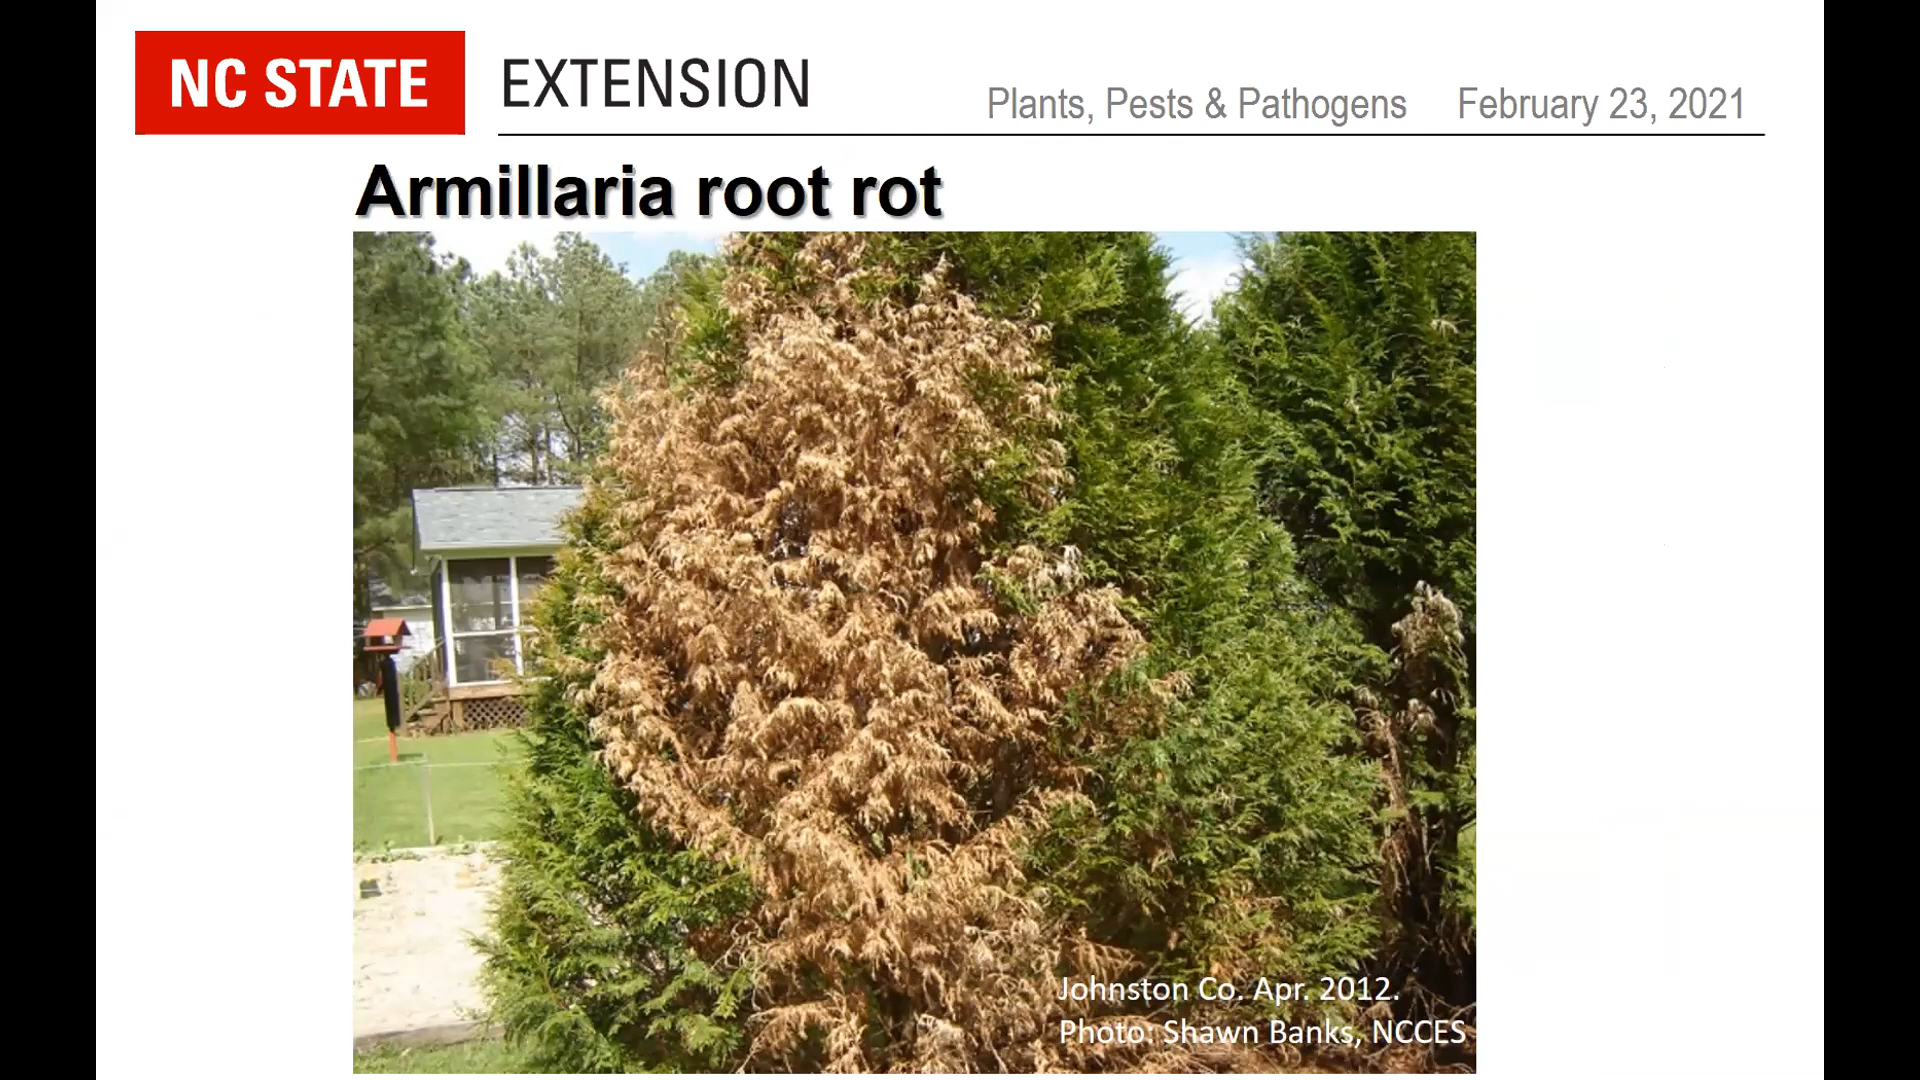 NC STATE EXTENSION
Plants, Pests & Pathogens February 23, 2021
Armillaria root rot
Johnston Co. Apr. 2012.
Photo: Shawn Banks, NCCES